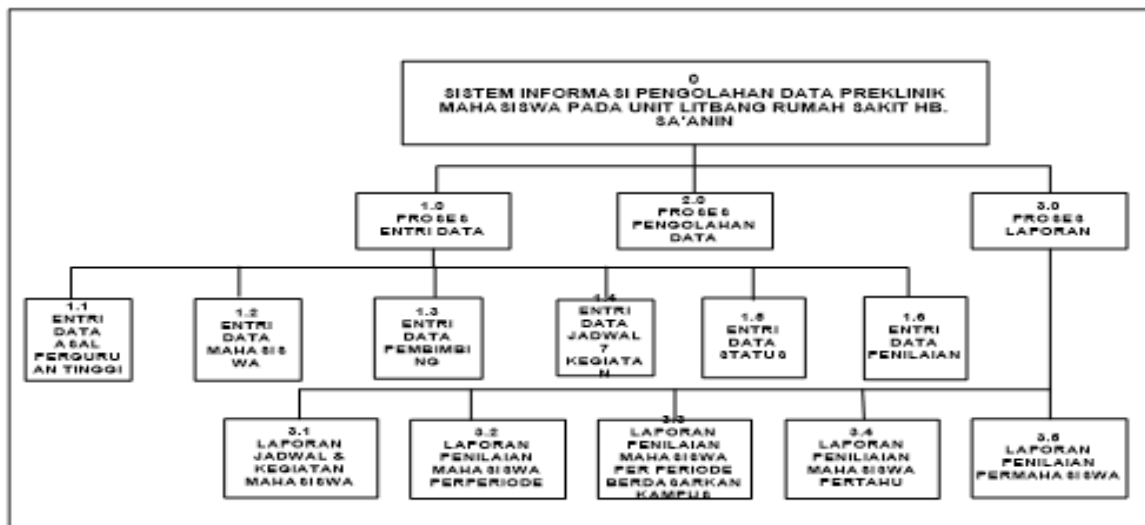 0
SISTEM INFORMASI PENGOLAHAN DATA PREKLINIK
MAHASISWA PADA UNIT LITBANG RUMAH SAKIT HB.
SA'ANIN
1.0
PROSES
ENTRI DATA
2.0
PROSES
PENGOLAHAN
DATA
3.0
PROSES
LAPORAN
1.1
ENTRI
DATA
ASAL
PERGURU
AN TINGGI
1.2
ENTRI
DATA
MAHASIS
WA
1.3
ENTRI
DATA
PEMBIMBI
NG
1.4
ENTRI
DATA
JADWAL
7
KEGIATA
N
1.5
ENTRI
DATA
STATUS
1.6
ENTRI
DATA
PENILAIAN
3.1
LAPORAN
JADWAL &
KEGIATAN
MAHASISWA
3.2
LAPORAN
PENILAIAN
MAHASISWA
PERPERIODE
3.3
LAPORAN
PENILAIAN
MAHASISWA
PER PERIODE
BERDASARKAN
KAMPUS
3.4
LAPORAN
PENILIAIAN
MAHASISWA
PERTAHU
3.5
LAPORAN
PENILAIAN
PERMAHASISWA